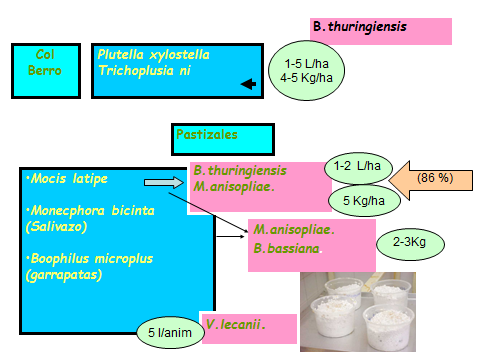 B.thuringiensis
Col
Berro
Plutella xylostella
Trichoplusia ni
1-5 L/ha
4-5 Kg/ha
Pastizales
•Mocis latipe
•Monecphora bicinta
(Salivazo)
•Boophilus microplus
(garrapatas)
B.thuringiensis
M.anisopliae.
1-2 L/ha
5 Kg/ha
(86 %)
M.anisopliae.
B.bassiana.
2-3Kg
5 l/anim
V.lecanii.